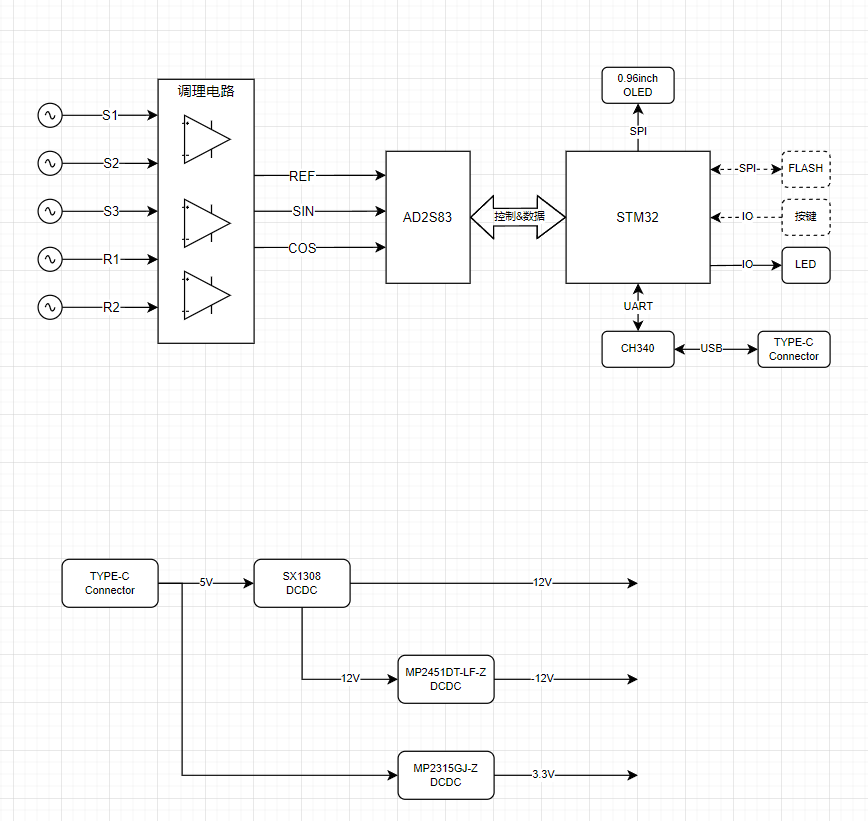 调理电路
S1
S2
S3
R1
R2
REF
SIN
COS
AD2S83
控制&数据
STM32
0.96inch
OLED
SPI
SPI
FLASH
IO
按键
IO
LED
UART
CH340
USB
TYPE-C
Connector
TYPE-C
Connector
5V
SX1308
DCDC
12V
12V
MP2451DT-LF-Z
DCDC
-12V
MP2315GJ-Z
DCDC
3.3V